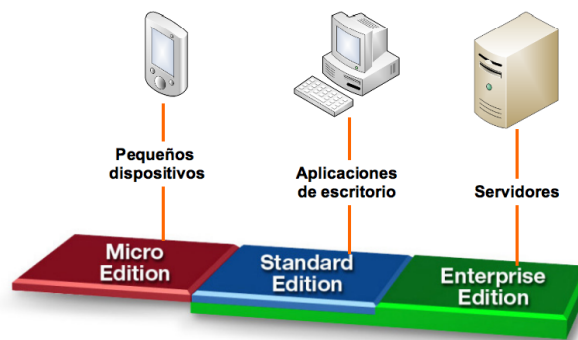 Pequeños
dispositivos
Aplicaciones
de escritorio
Servidores
Micro
Edition
Standard
Edition
Enterprise
Edition